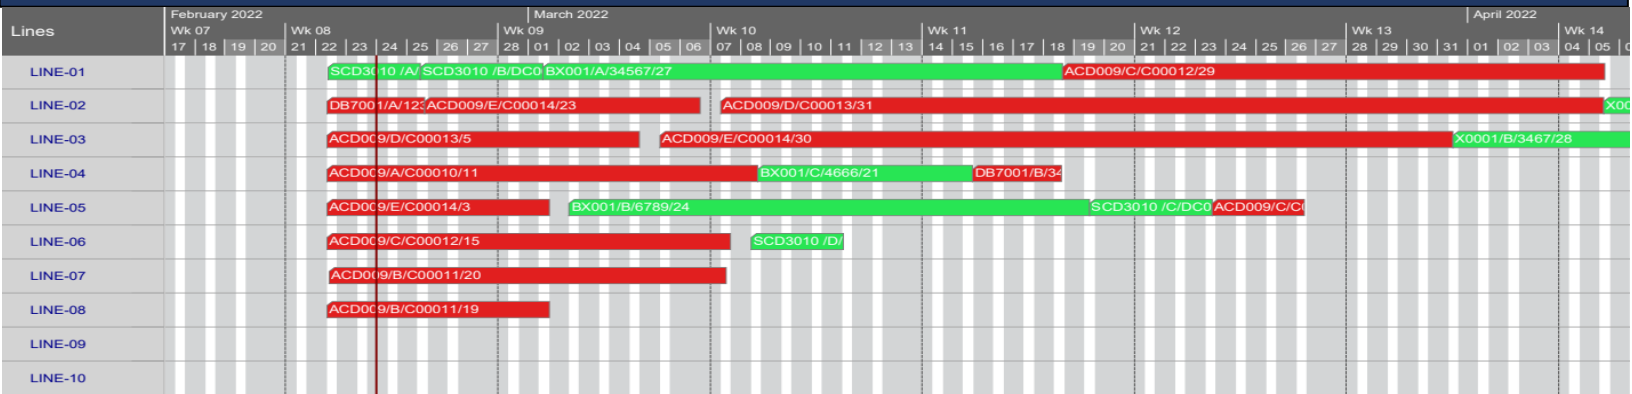 February 2022 March 2022 April 2022
Lines
Wk 07 Wk 08 Wk 09 Wk 10 Wk 11 Wk 12 Wk 13 Wk 14
17 18 19 20 21 22 23 24 25 26 27 28 01 02 03 04 05 06 07 08 09 10 11 12 13 14 15 16 17 18 19 20 21 22 23 24 25 26 27 28 29 30 31 01 02 03 04 05
LINE-01 SCD3010 /A/ SCD3010 /B/DC0 BX001/A/34567/27 ACD009/C/C00012/29
LINE-02 DB7001/A/123 ACD009/E/C00014/23 ACD009/D/C00013/31 X00
LINE-03 ACD009/D/C00013/5 ACD009/E/C00014/30 X0001/B/3467/28
LINE-04 ACD009/A/C00010/11 BX001/C/4666/21 DB7001/B/34
LINE-05 ACD009/E/C00014/3 BX001/B/6789/24 SCD3010 /C/DC0 ACD009/C/C
LINE-06 ACD009/C/C00012/15 SCD3010 /D/
LINE-07 ACD009/B/C00011/20
LINE-08 ACD009/B/C00011/19
LINE-09
LINE-10